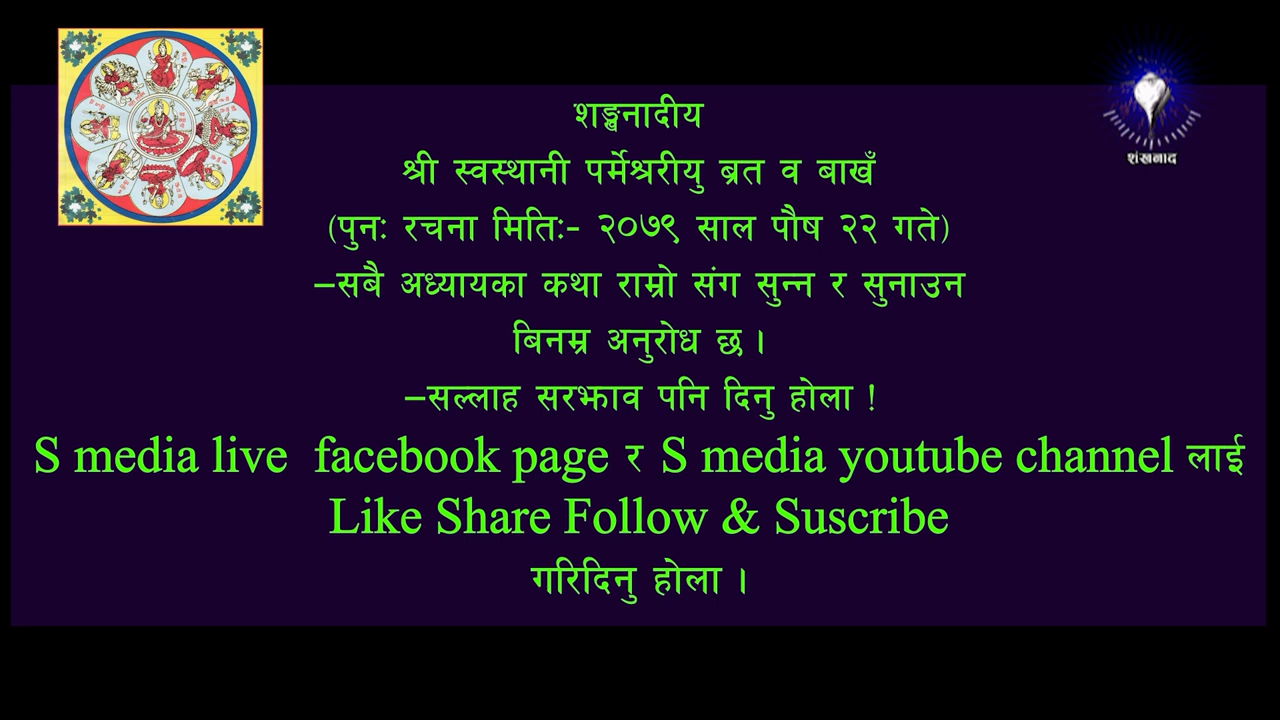 शङ्खनादीय
शंखनाद
श्री स्वस्थानी पर्मेश्वरीयु ब्रत व बाखँ
(पुनः रचना मितिः- २०७९ साल पौष २२ गते)
–सबै अध्यायका कथा राम्रो संग सुन्न र सुनाउन
बिनम्र अनुरोध छ ।
–सल्लाह सरझाव पनि दिनु होला !
S media live facebook page र S media youtube channel लाई
Like Share Follow & Suscribe
गरिदिनु होला ।